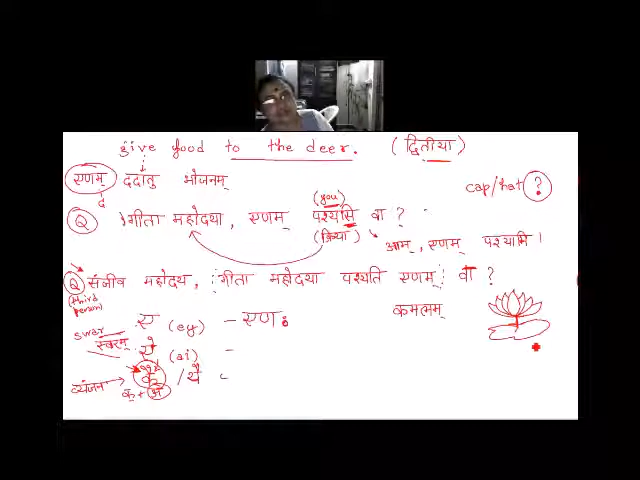 give food to the deer. (द्वितीया)
एणम् ददातु भोजनम्
cap/hat ?
(you)
Q गीता महोदया, एणम् पश्यसि वा ?
(क्रिया)
आम्, एणम् पश्यामि ।
Q संजीव महोदय, गीता महोदया पश्यति एणम् वा ?
(third person)
ए (ey) – एणः
कमलम्
swar
स्वरम्
ऐ (ai) –
व्यंजन
क्+